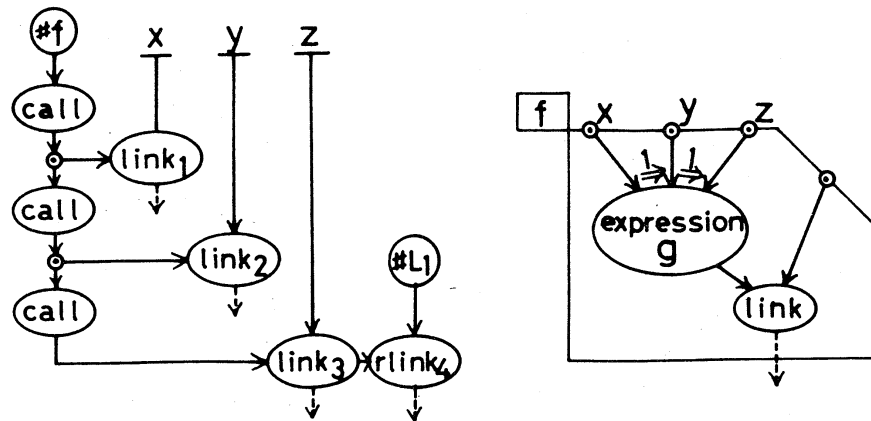 #f
x
y
z
call
link1
call
link2
#L1
call
link3
rlink4
f
x
y
z
1
1
expression
g
link